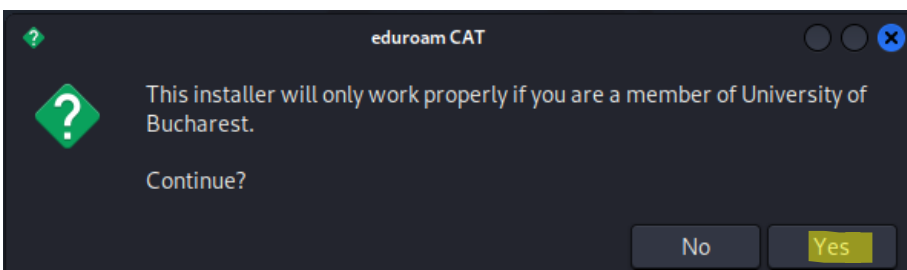 eduroam CAT
This installer will only work properly if you are a member of University of
Bucharest.
Continue?
No
Yes